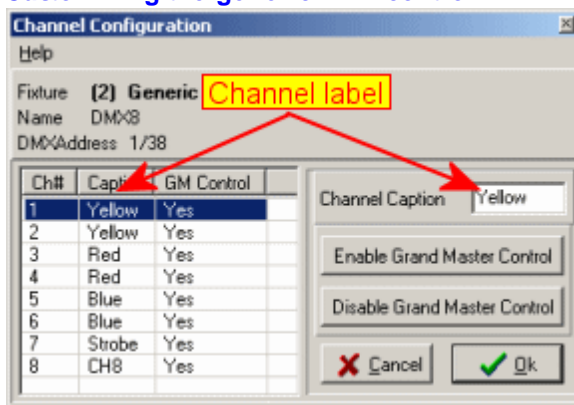 Channel Configuration
Help
Fixture (2) Generic
Channel label
Name DMX8
DMXAddress 1/38
Ch# Capti GM Control
1 Yellow Yes
2 Yellow Yes
3 Red Yes
4 Red Yes
5 Blue Yes
6 Blue Yes
7 Strobe Yes
8 CH8 Yes
Channel Caption Yellow
Enable Grand Master Control
Disable Grand Master Control
Cancel Ok